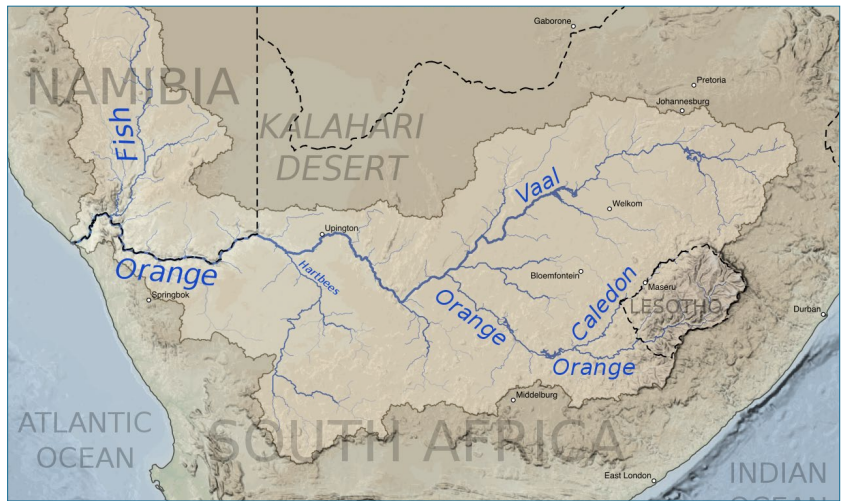 Gaborone
Pretoria
NAMIBIA
Johannesburg
Fish
KALAHARI
DESERT
Vaal
Welkom
Upington
Orange
Hartbees
Bloemfontein
Caledon
Maseru
Springbok
Orange
LESOTHO
Durban
Orange
Middelburg
ATLANTIC
OCEAN
SOUTH AFRICA
East London
INDIAN
OCEAN